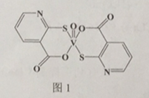 N S O O
O V O
O S N
图1